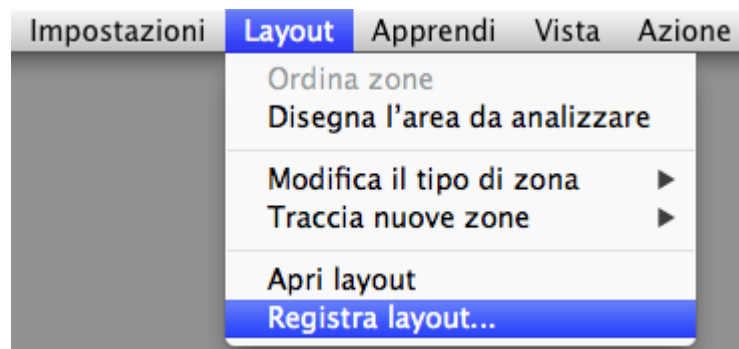 Impostazioni Layout Apprendi Vista Azione
Ordina zone
Disegna l'area da analizzare
Modifica il tipo di zona
Traccia nuove zone
Apri layout
Registra layout...